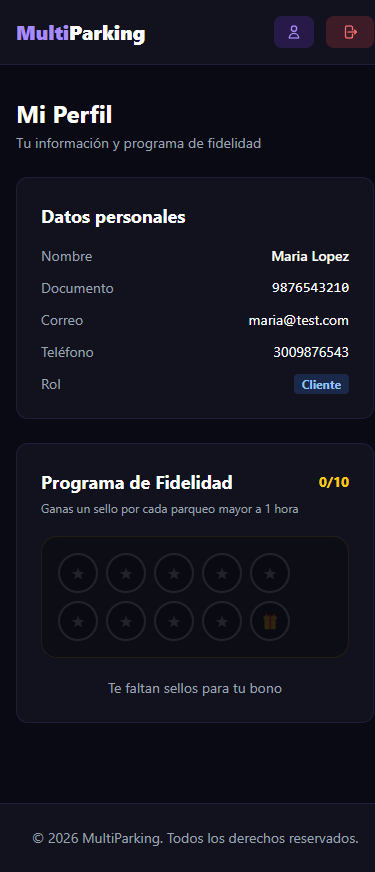 MultiParking
Mi Perfil
Tu información y programa de fidelidad
Datos personales
Nombre Maria Lopez
Documento 9876543210
Correo maria@test.com
Teléfono 3009876543
Rol Cliente
Programa de Fidelidad 0/10
Ganas un sello por cada parqueo mayor a 1 hora
Te faltan sellos para tu bono
© 2026 MultiParking. Todos los derechos reservados.